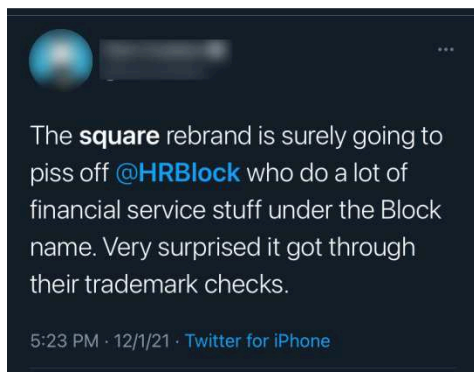 The square rebrand is surely going to
piss off @HRBlock who do a lot of
financial service stuff under the Block
name. Very surprised it got through
their trademark checks.
5:23 PM · 12/1/21 · Twitter for iPhone